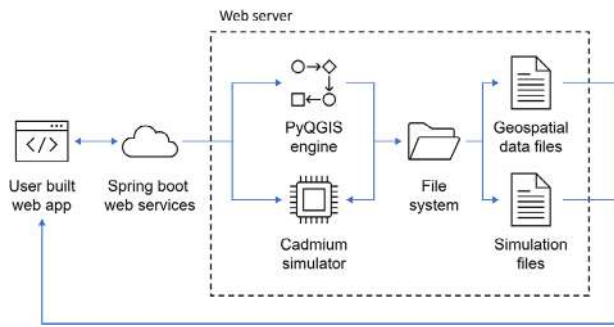 Web server
</>
PyQGIS
engine
Geospatial
data files
User built
web app
Spring boot
web services
File
system
Cadmium
simulator
Simulation
files